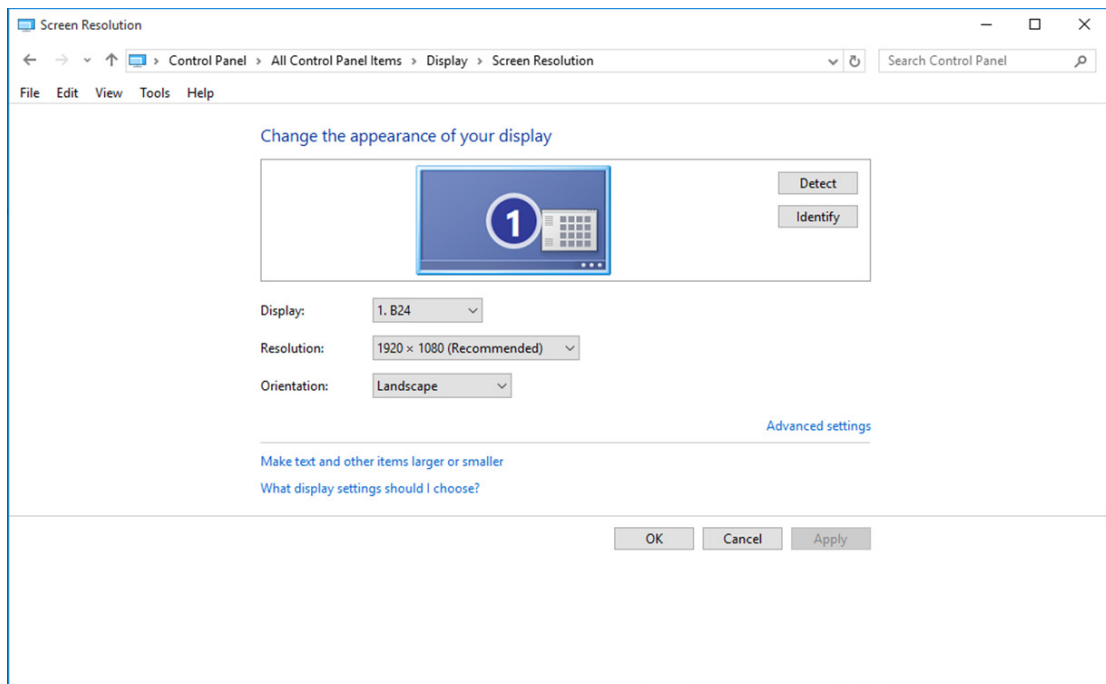 Screen Resolution
Control Panel > All Control Panel Items > Display > Screen Resolution
Search Control Panel
File Edit View Tools Help
Change the appearance of your display
1
Detect
Identify
Display: 1. B24
Resolution: 1920 × 1080 (Recommended)
Orientation: Landscape
Advanced settings
Make text and other items larger or smaller
What display settings should I choose?
OK Cancel Apply